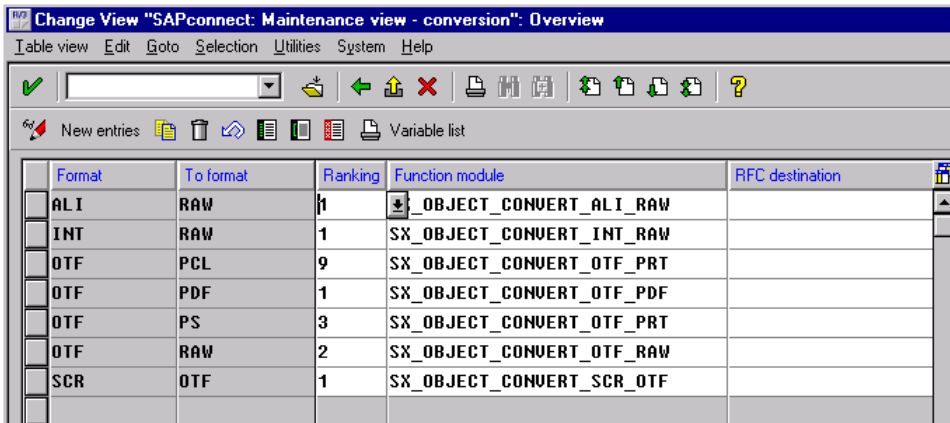 R/3 Change View "SAPconnect: Maintenance view - conversion": Overview
Table view Edit Goto Selection Utilities System Help
New entries Variable list
Format To format Ranking Function module RFC destination
ALI RAW 1 X_OBJECT_CONVERT_ALI_RAW
INT RAW 1 SX_OBJECT_CONVERT_INT_RAW
OTF PCL 9 SX_OBJECT_CONVERT_OTF_PRT
OTF PDF 1 SX_OBJECT_CONVERT_OTF_PDF
OTF PS 3 SX_OBJECT_CONVERT_OTF_PRT
OTF RAW 2 SX_OBJECT_CONVERT_OTF_RAW
SCR OTF 1 SX_OBJECT_CONVERT_SCR_OTF